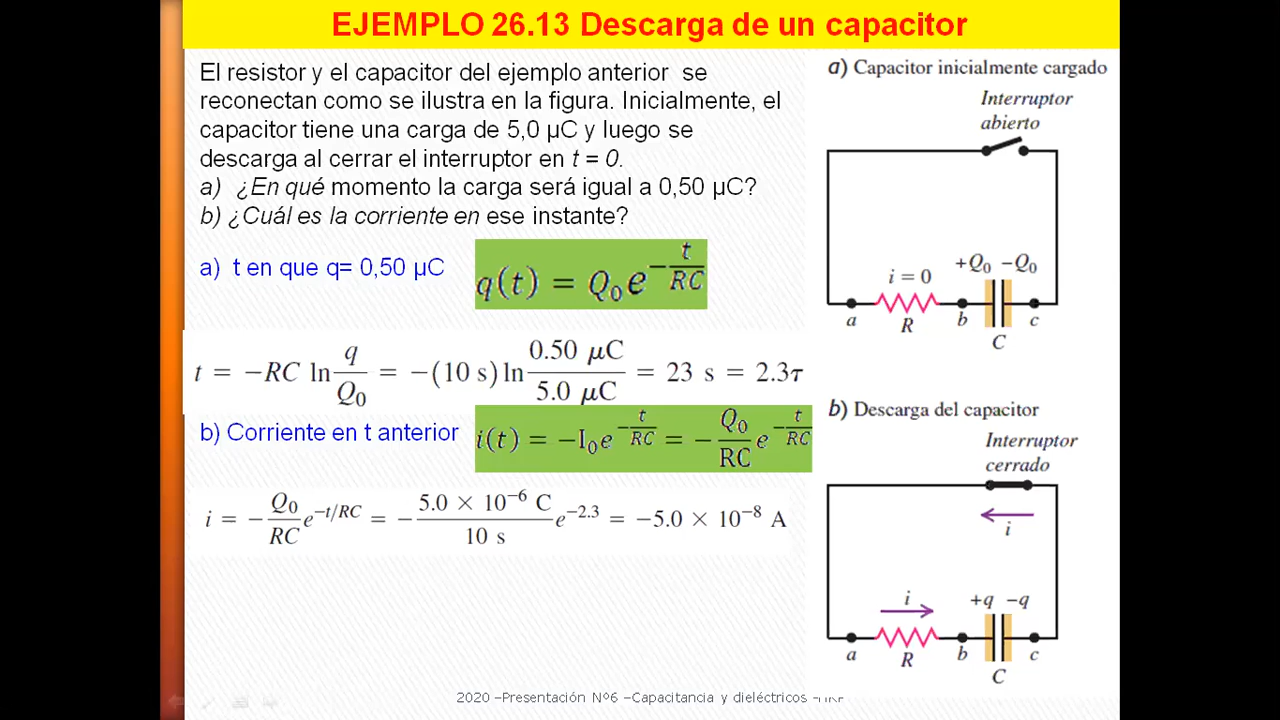 EJEMPLO 26.13 Descarga de un capacitor
El resistor y el capacitor del ejemplo anterior se
reconectan como se ilustra en la figura. Inicialmente, el
capacitor tiene una carga de 5,0 µC y luego se
descarga al cerrar el interruptor en t = 0.
a) ¿En qué momento la carga será igual a 0,50 µC?
b) ¿Cuál es la corriente en ese instante?
a) t en que q= 0,50 µC
q(t) = Q₀e^(−t/RC)
t = −RC ln q/Q₀ = −(10 s)ln 0.50 µC/5.0 µC = 23 s = 2.3τ
b) Corriente en t anterior
i(t) = −I₀e^(−t/RC) = − Q₀/RC e^(−t/RC)
i = − Q₀/RC e^(−t/RC) = − 5.0 × 10⁻⁶ C/10 s e^(−2.3) = −5.0 × 10⁻⁸ A
a) Capacitor inicialmente cargado
Interruptor
abierto
+Q₀ −Q₀
i = 0
a R b c
C
b) Descarga del capacitor
Interruptor
cerrado
i
i +q −q
a R b c
C
2020 –Presentación Nº6 –Capacitancia y dieléctricos